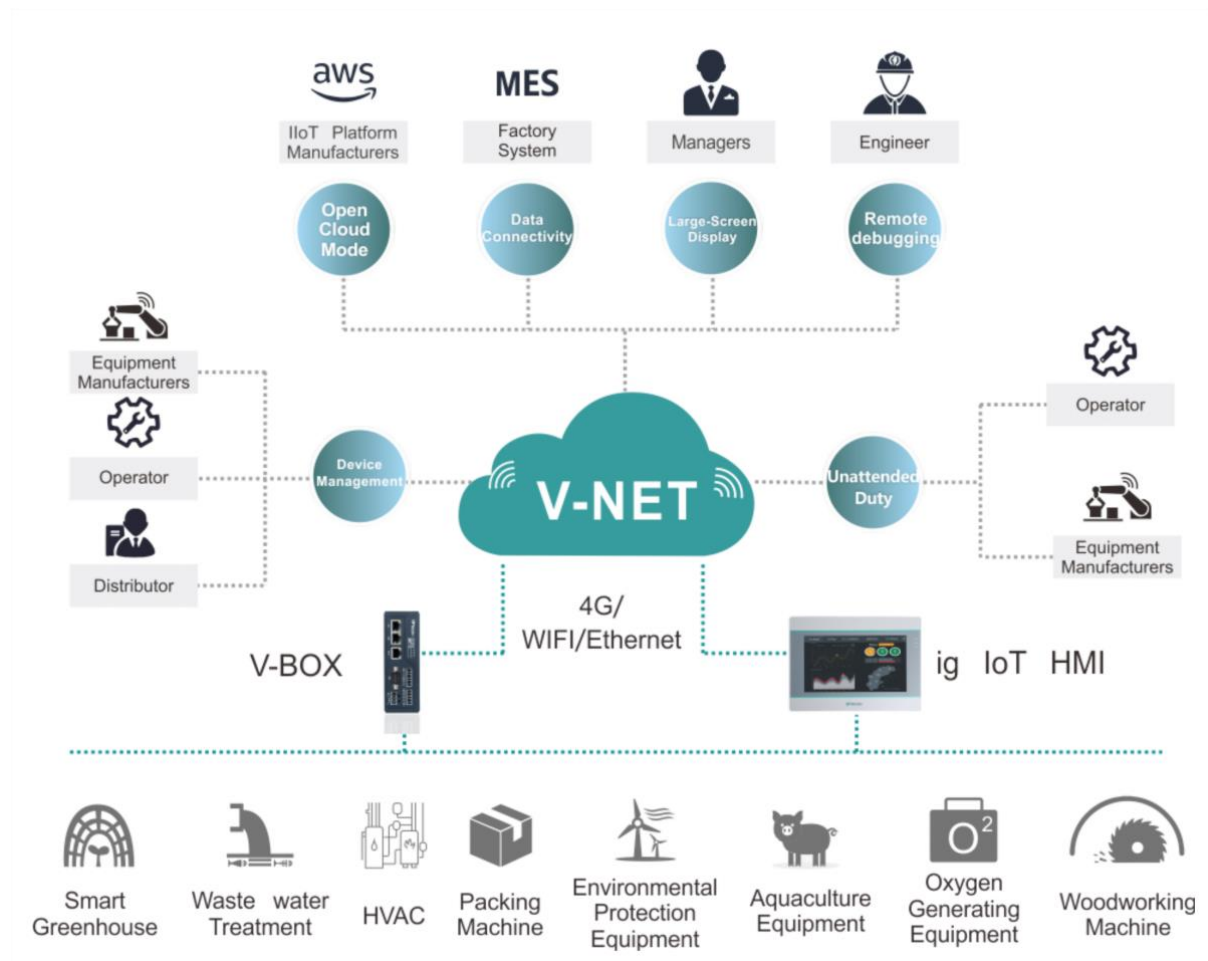 aws
MES
IIoT Platform
Manufacturers
Factory
System
Managers
Engineer
Open
Cloud
Mode
Data
Connectivity
Large-Screen
Display
Remote
debugging
Equipment
Manufacturers
Operator
Distributor
Device
Management
V-NET
Unattended
Duty
Operator
Equipment
Manufacturers
4G/
WIFI/Ethernet
V-BOX
ig IoT HMI
O2
Smart
Greenhouse
Waste water
Treatment
HVAC
Packing
Machine
Environmental
Protection
Equipment
Aquaculture
Equipment
Oxygen
Generating
Equipment
Woodworking
Machine